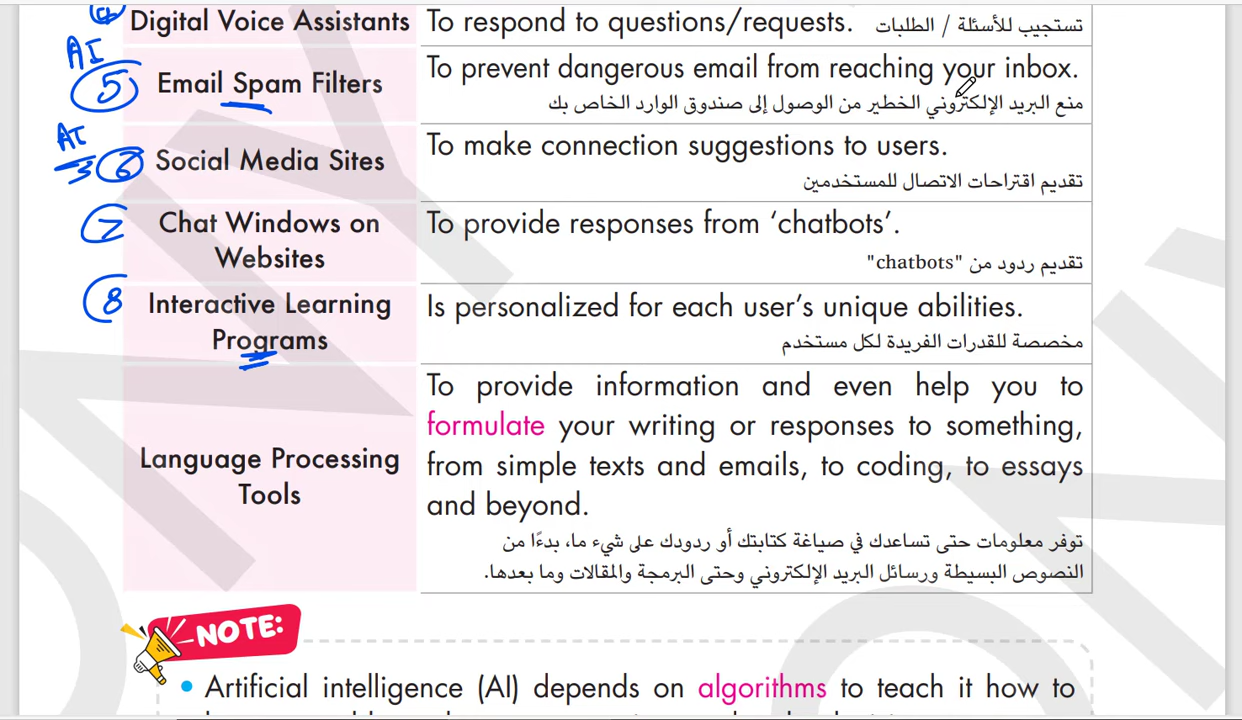 Digital Voice Assistants
To respond to questions/requests. تستجيب للأسئلة / الطلبات
AI
5
Email Spam Filters
To prevent dangerous email from reaching your inbox.
منع البريد الإلكتروني الخطير من الوصول إلى صندوق الوارد الخاص بك
AI
6
Social Media Sites
To make connection suggestions to users.
تقديم اقتراحات الاتصال للمستخدمين
7
Chat Windows on
Websites
To provide responses from ‘chatbots’.
تقديم ردود من "chatbots"
8
Interactive Learning
Programs
Is personalized for each user’s unique abilities.
مخصصة للقدرات الفريدة لكل مستخدم
Language Processing
Tools
To provide information and even help you to
formulate your writing or responses to something,
from simple texts and emails, to coding, to essays
and beyond.
توفر معلومات حتى تساعدك في صياغة كتابتك أو ردودك على شيء ما، بدءًا من
النصوص البسيطة ورسائل البريد الإلكتروني وحتى البرمجة والمقالات وما بعدها.
NOTE:
Artificial intelligence (AI) depends on algorithms to teach it how to